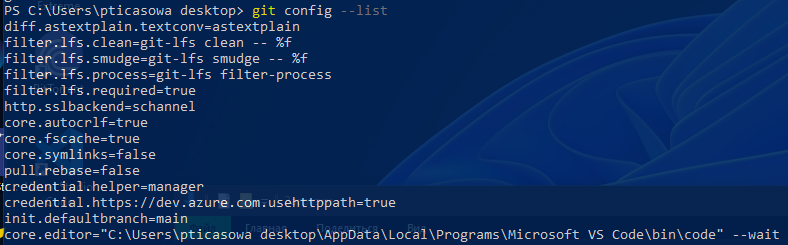 PS C:\Users\pticasowa desktop> git config --list
diff.astextplain.textconv=astextplain
filter.lfs.clean=git-lfs clean -- %f
filter.lfs.smudge=git-lfs smudge -- %f
filter.lfs.process=git-lfs filter-process
filter.lfs.required=true
http.sslbackend=schannel
core.autocrlf=true
core.fscache=true
core.symlinks=false
pull.rebase=false
credential.helper=manager
credential.https://dev.azure.com.usehttppath=true
init.defaultbranch=main
Главная Поделиться Вид
core.editor="C:\Users\pticasowa desktop\AppData\Local\Programs\Microsoft VS Code\bin\code" --wait